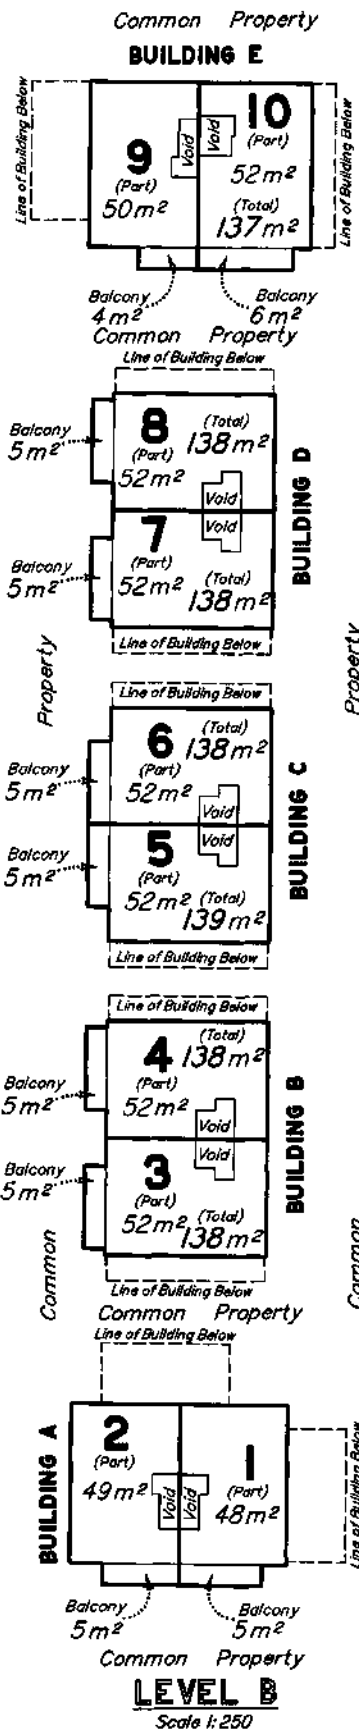 Common Property
BUILDING E
Line of Building Below
9
(Part)
50m²
Void
Void
10
(Part)
52m²
(Total)
137m²
Line of Building Below
Balcony
4m²
Balcony
6m²
Common Property
Line of Building Below
Balcony
5m²
8
(Part)
52m²
(Total)
138m²
Void
BUILDING D
Void
7
(Part)
52m²
(Total)
138m²
Balcony
5m²
Line of Building Below
Property
Property
Line of Building Below
6
(Part)
52m²
(Total)
138m²
Balcony
5m²
Void
BUILDING C
Void
Balcony
5m²
5
(Part)
52m²
(Total)
139m²
Line of Building Below
Line of Building Below
4
(Part)
52m²
(Total)
138m²
Balcony
5m²
Void
BUILDING B
Void
Balcony
5m²
3
(Part)
52m²
(Total)
138m²
Line of Building Below
Common
Common
Common Property
Line of Building Below
BUILDING A
2
(Part)
49m²
Void
Void
1
(Part)
48m²
Line of Building Below
Balcony
5m²
Balcony
5m²
Common Property
LEVEL B
Scale 1:250